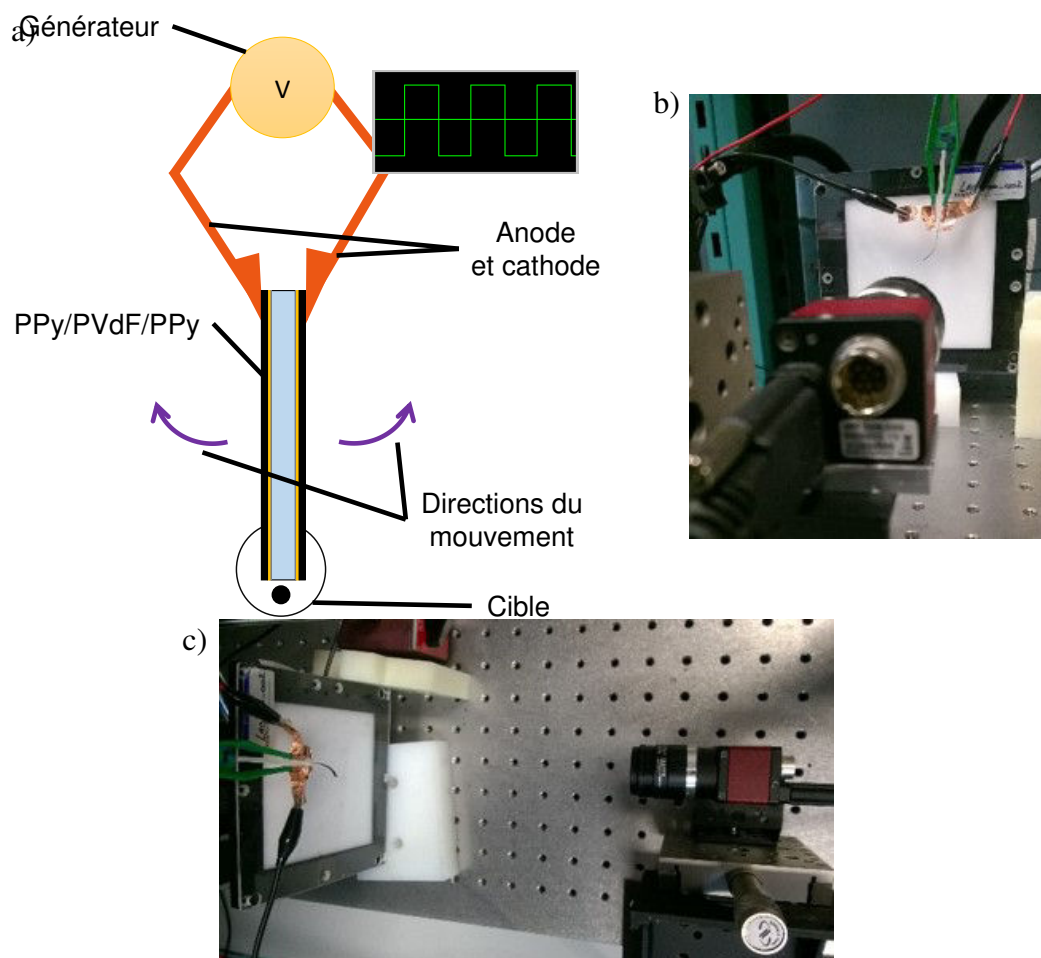 a)
Générateur
V
b)
Anode
et cathode
PPy/PVdF/PPy
Directions du
mouvement
Cible
c)